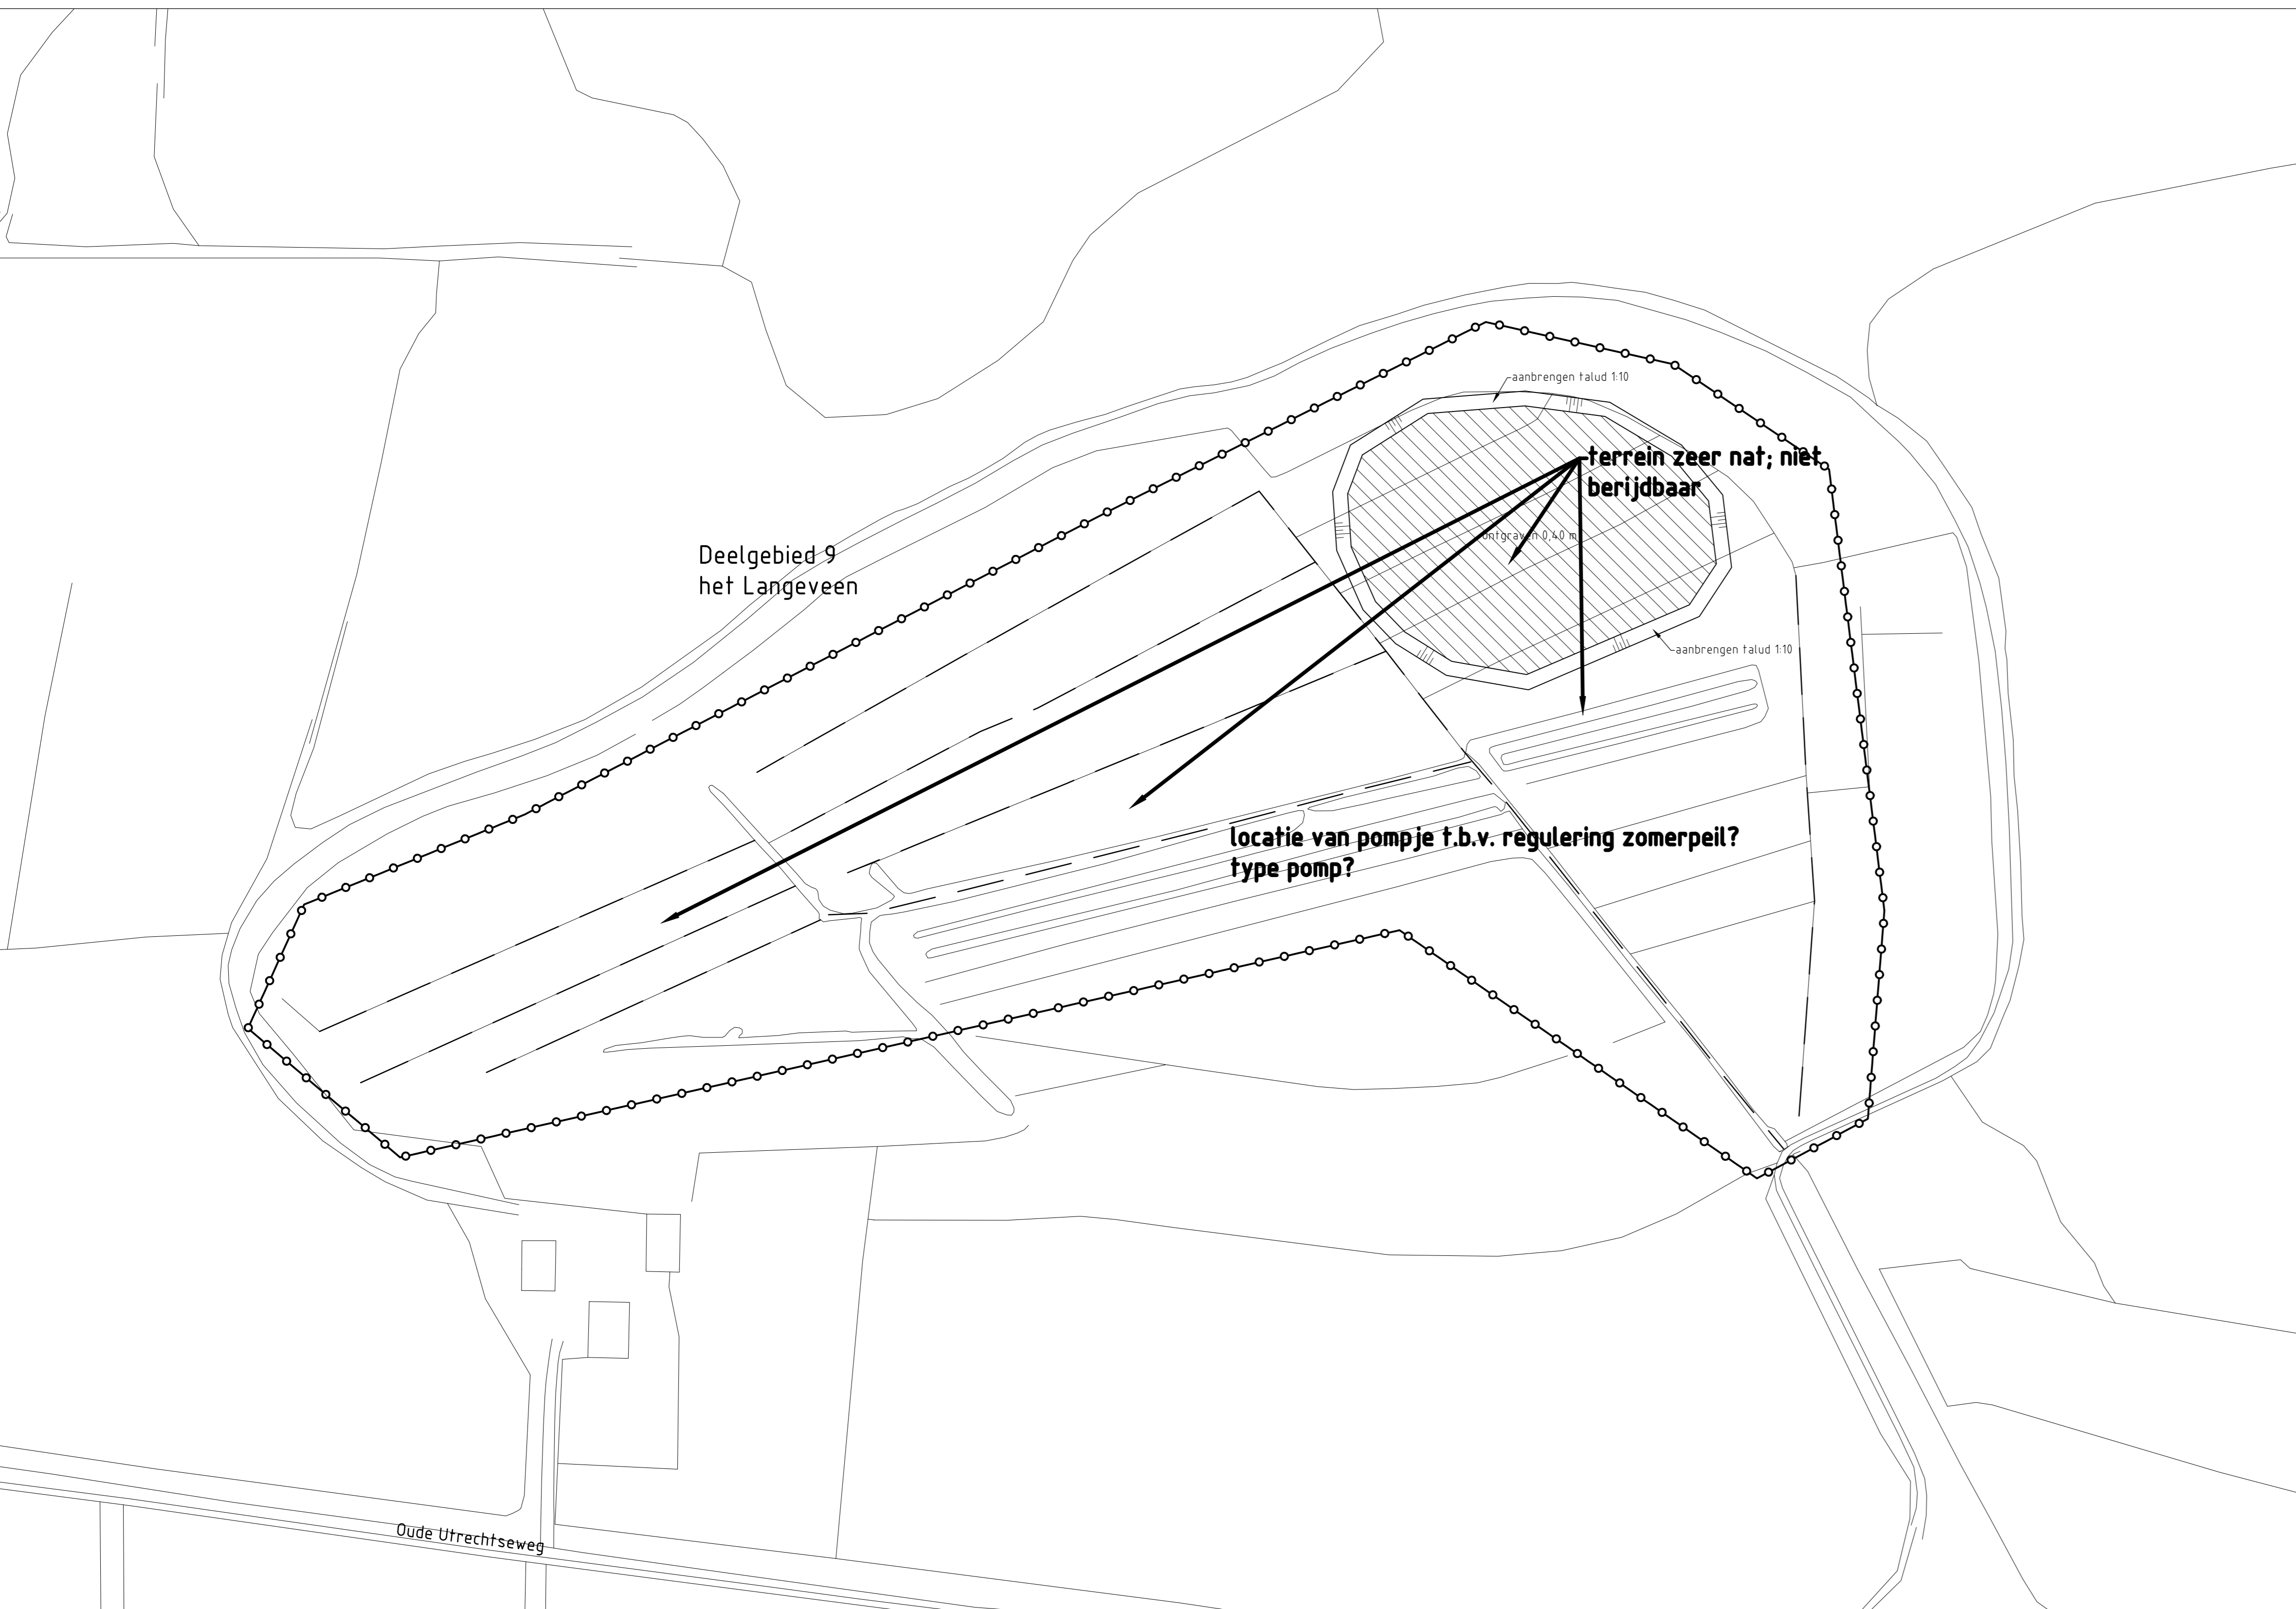 aanbrengen talud 1:10
terrein zeer nat; niet
berijdbaar
ontgraven 0,40 m
Deelgebied 9
het Langeveen
aanbrengen talud 1:10
locatie van pompje t.b.v. regulering zomerpeil?
type pomp?
Oude Utrechtseweg